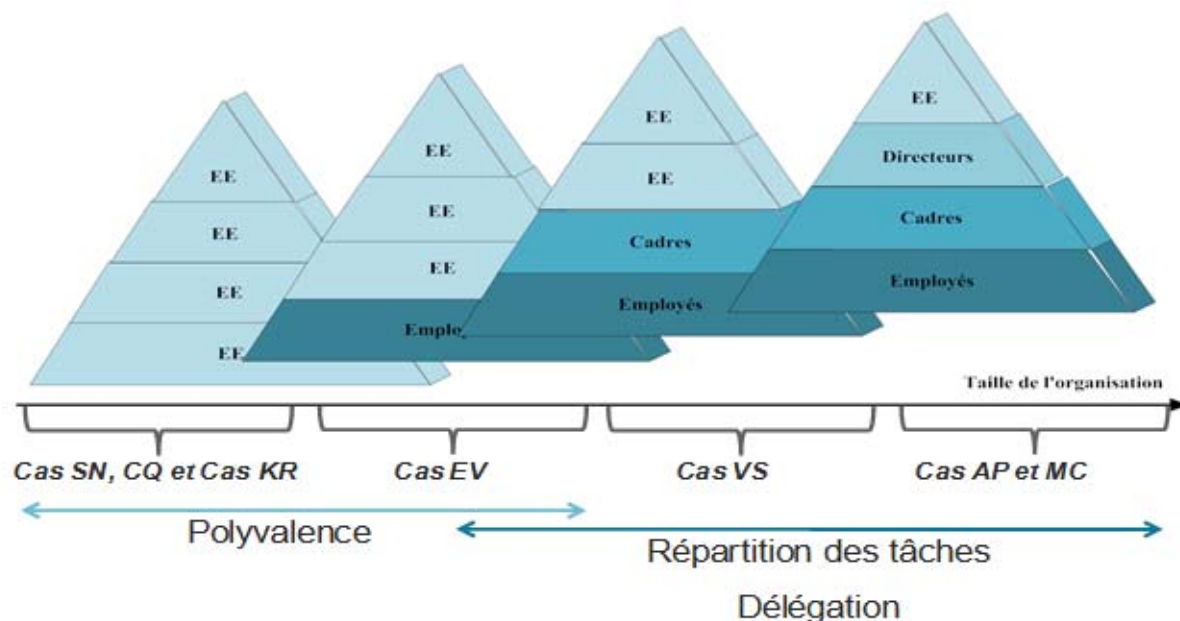 EE
EE
EE
EE
EE
EE
EE
EE
EE
Cadres
Employés
EE
Directeurs
Cadres
Employés
Taille de l'organisation
Cas SN, CQ et Cas KR
Cas EV
Cas VS
Cas AP et MC
Polyvalence
Répartition des tâches
Délégation